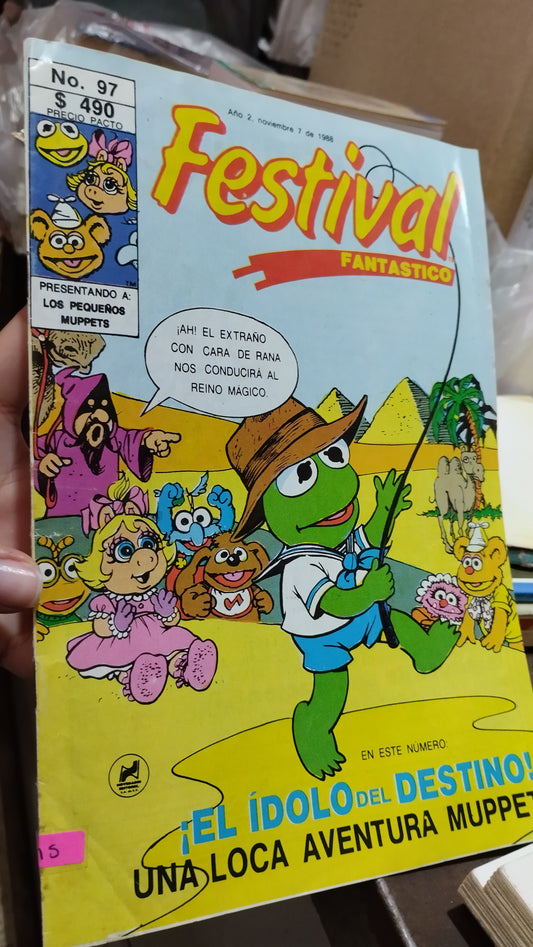 No. 97
$ 490
PRECIO PACTO
Año 2, noviembre 7 de 1988
Festival
FANTASTICO
TM
PRESENTANDO A:
LOS PEQUEÑOS
MUPPETS
¡AH! EL EXTRAÑO
CON CARA DE RANA
NOS CONDUCIRÁ AL
REINO MÁGICO.
EN ESTE NÚMERO:
¡EL ÍDOLO DEL DESTINO!
UNA LOCA AVENTURA MUPPET